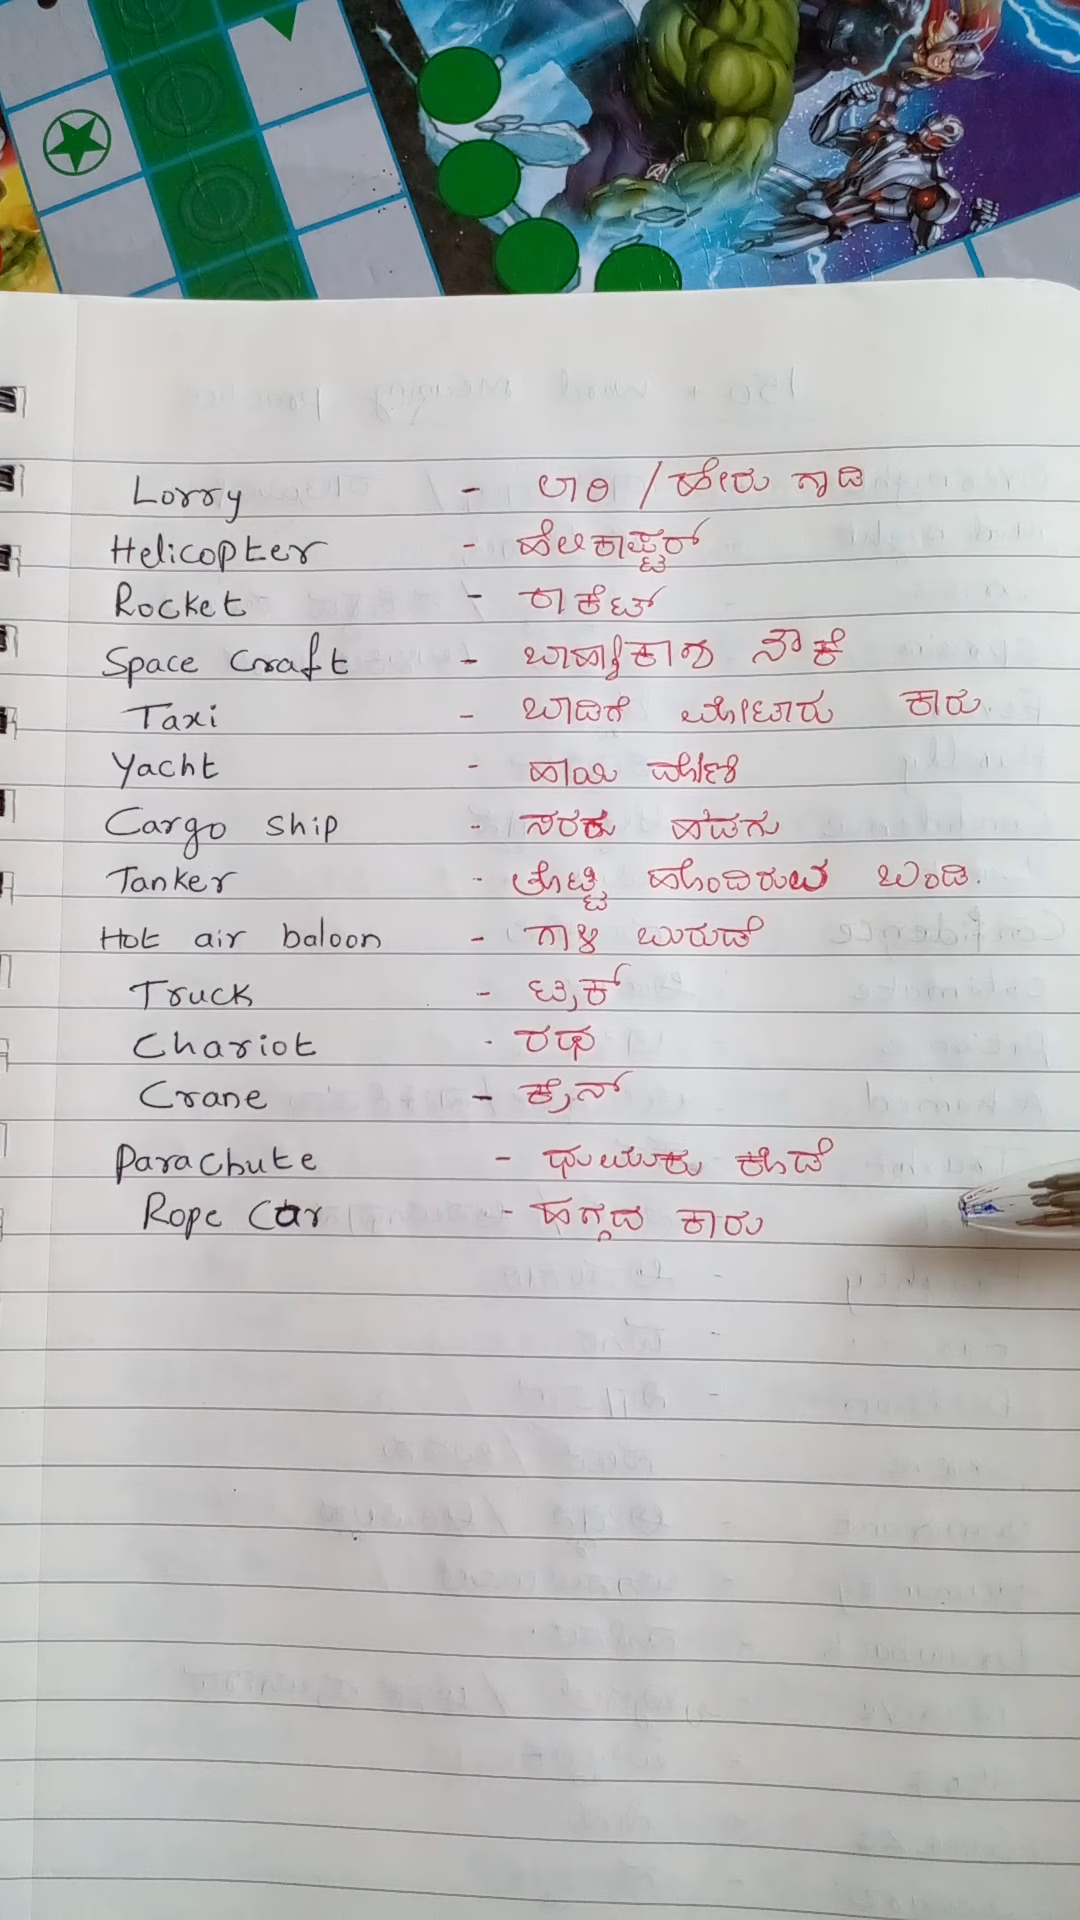 Lorry - ಲಾರಿ / ಹೇರು ಗಾಡಿ
Helicopter - ಹೆಲಿಕಾಪ್ಟರ್
Rocket - ರಾಕೆಟ್
Space Craft - ಬಾಹ್ಯಾಕಾಶ ನೌಕೆ
Taxi - ಬಾಡಿಗೆ ಮೋಟಾರು ಕಾರು
Yacht - ಹಾಯಿ ದೋಣಿ
Cargo ship - ಸರಕು ಹಡಗು
Tanker - ತೊಟ್ಟಿ ಹೊಂದಿರುವ ಬಂಡಿ.
Hot air baloon - ಗಾಳಿ ಬುರುಡೆ
Truck - ಟ್ರಕ್
Chariot - ರಥ
Crane - ಕ್ರೇನ್
Parachute - ಧುಮುಕು ಕೊಡೆ
Rope Car - ಹಗ್ಗದ ಕಾರು